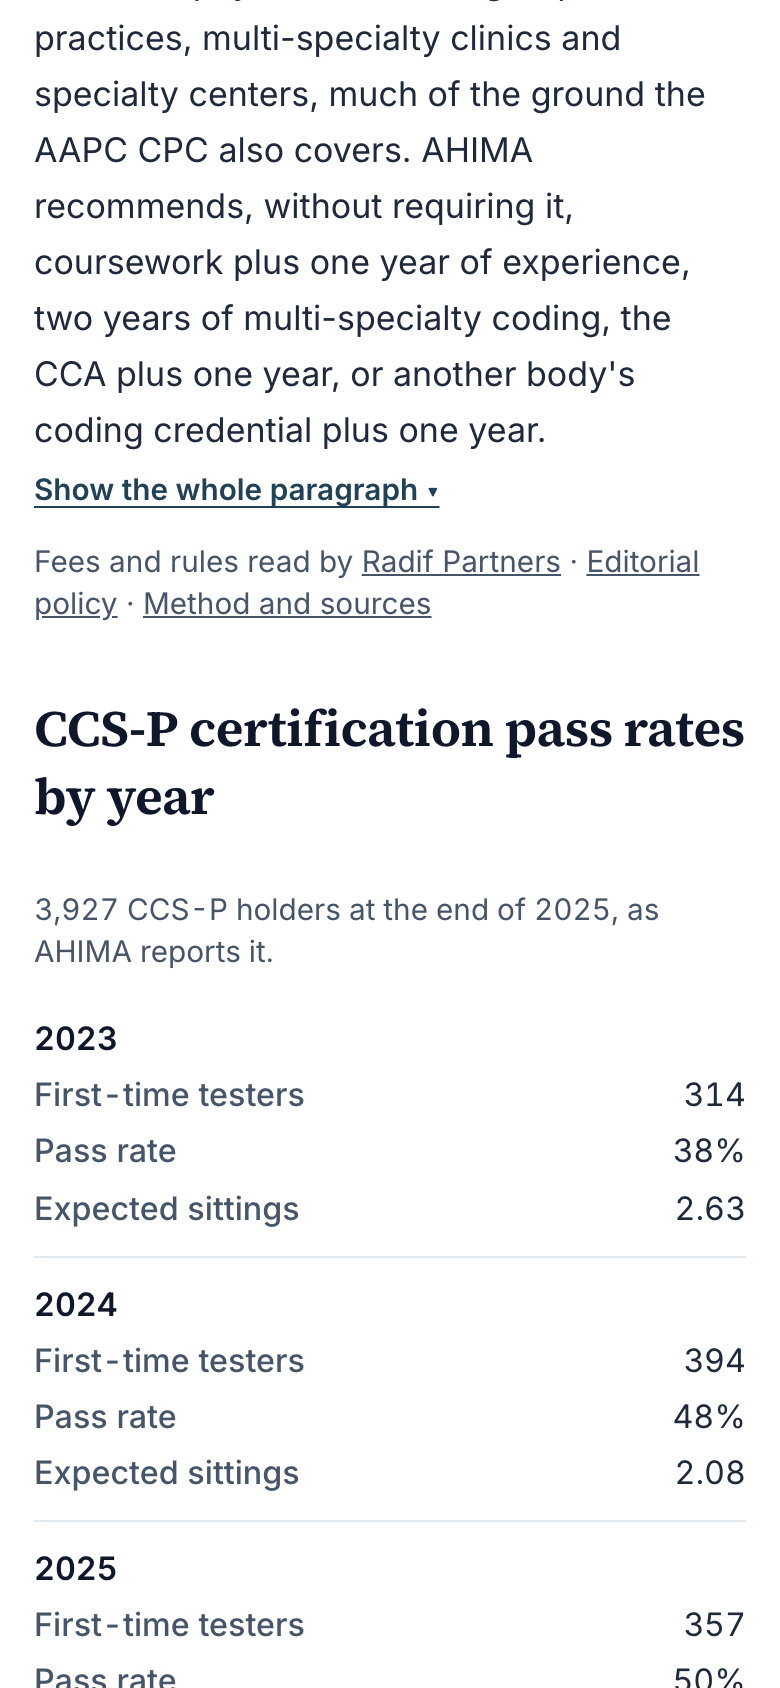 practices, multi-specialty clinics and
specialty centers, much of the ground the
AAPC CPC also covers. AHIMA
recommends, without requiring it,
coursework plus one year of experience,
two years of multi-specialty coding, the
CCA plus one year, or another body's
coding credential plus one year.
Show the whole paragraph ▾
Fees and rules read by Radif Partners · Editorial
policy · Method and sources
CCS-P certification pass rates
by year
3,927 CCS-P holders at the end of 2025, as
AHIMA reports it.
2023
First-time testers 314
Pass rate 38%
Expected sittings 2.63
2024
First-time testers 394
Pass rate 48%
Expected sittings 2.08
2025
First-time testers 357
Pass rate 50%